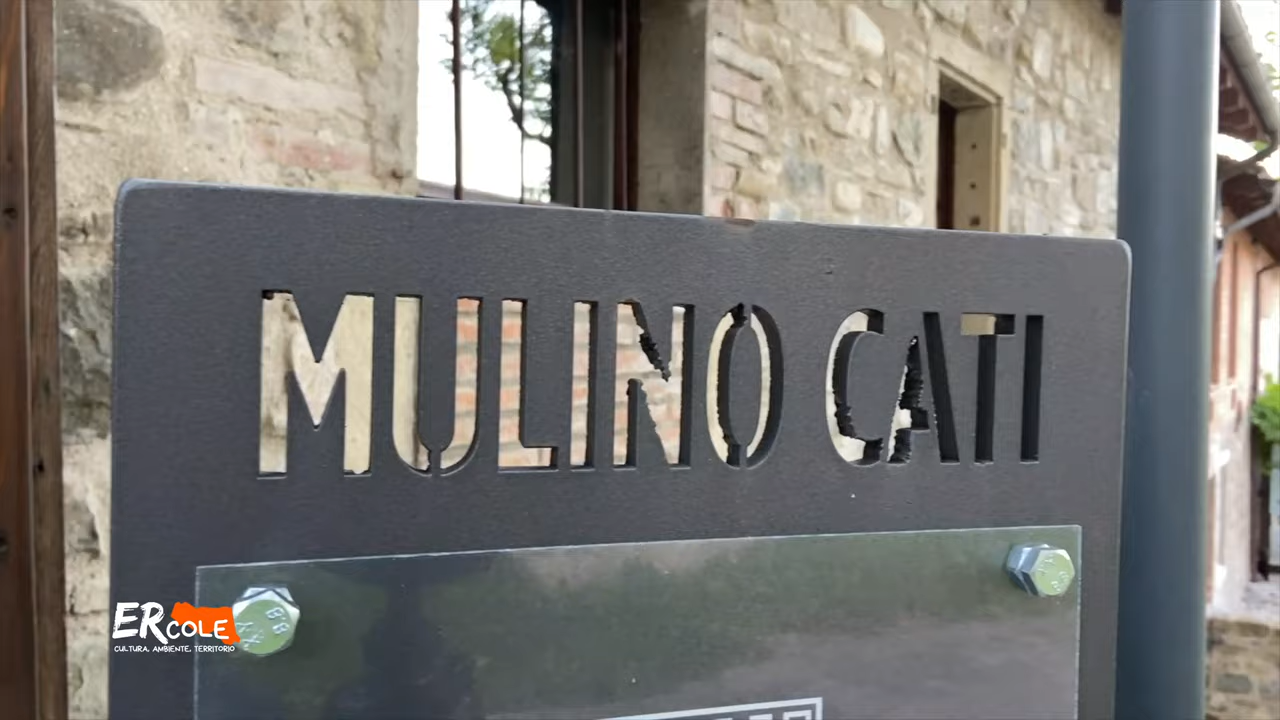 MULINO CATI
ERCOLE
CULTURA, AMBIENTE, TERRITORIO